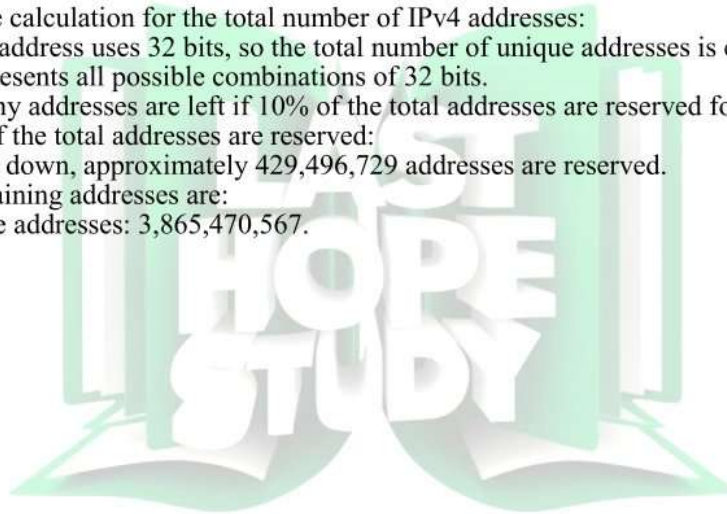 e calculation for the total number of IPv4 addresses:
address uses 32 bits, so the total number of unique addresses is
esents all possible combinations of 32 bits.
ny addresses are left if 10% of the total addresses are reserved fo
f the total addresses are reserved:
down, approximately 429,496,729 addresses are reserved.
aining addresses are:
e addresses: 3,865,470,567.
LAST
HOPE
STUDY